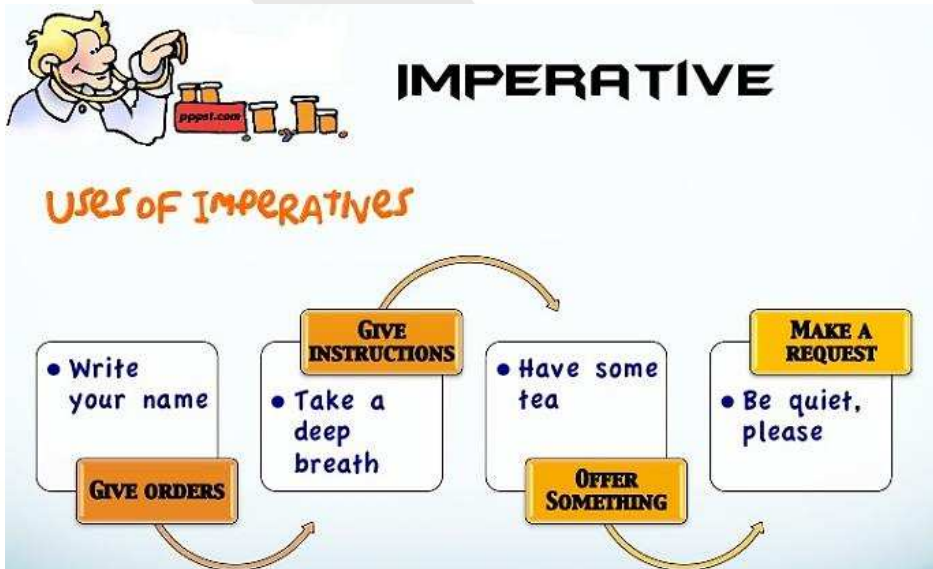 pppst.com
IMPERATIVE
USES OF IMPERATIVES
• Write
your name
GIVE ORDERS
GIVE
INSTRUCTIONS
• Take a
deep
breath
• Have some
tea
OFFER
SOMETHING
MAKE A
REQUEST
• Be quiet,
please